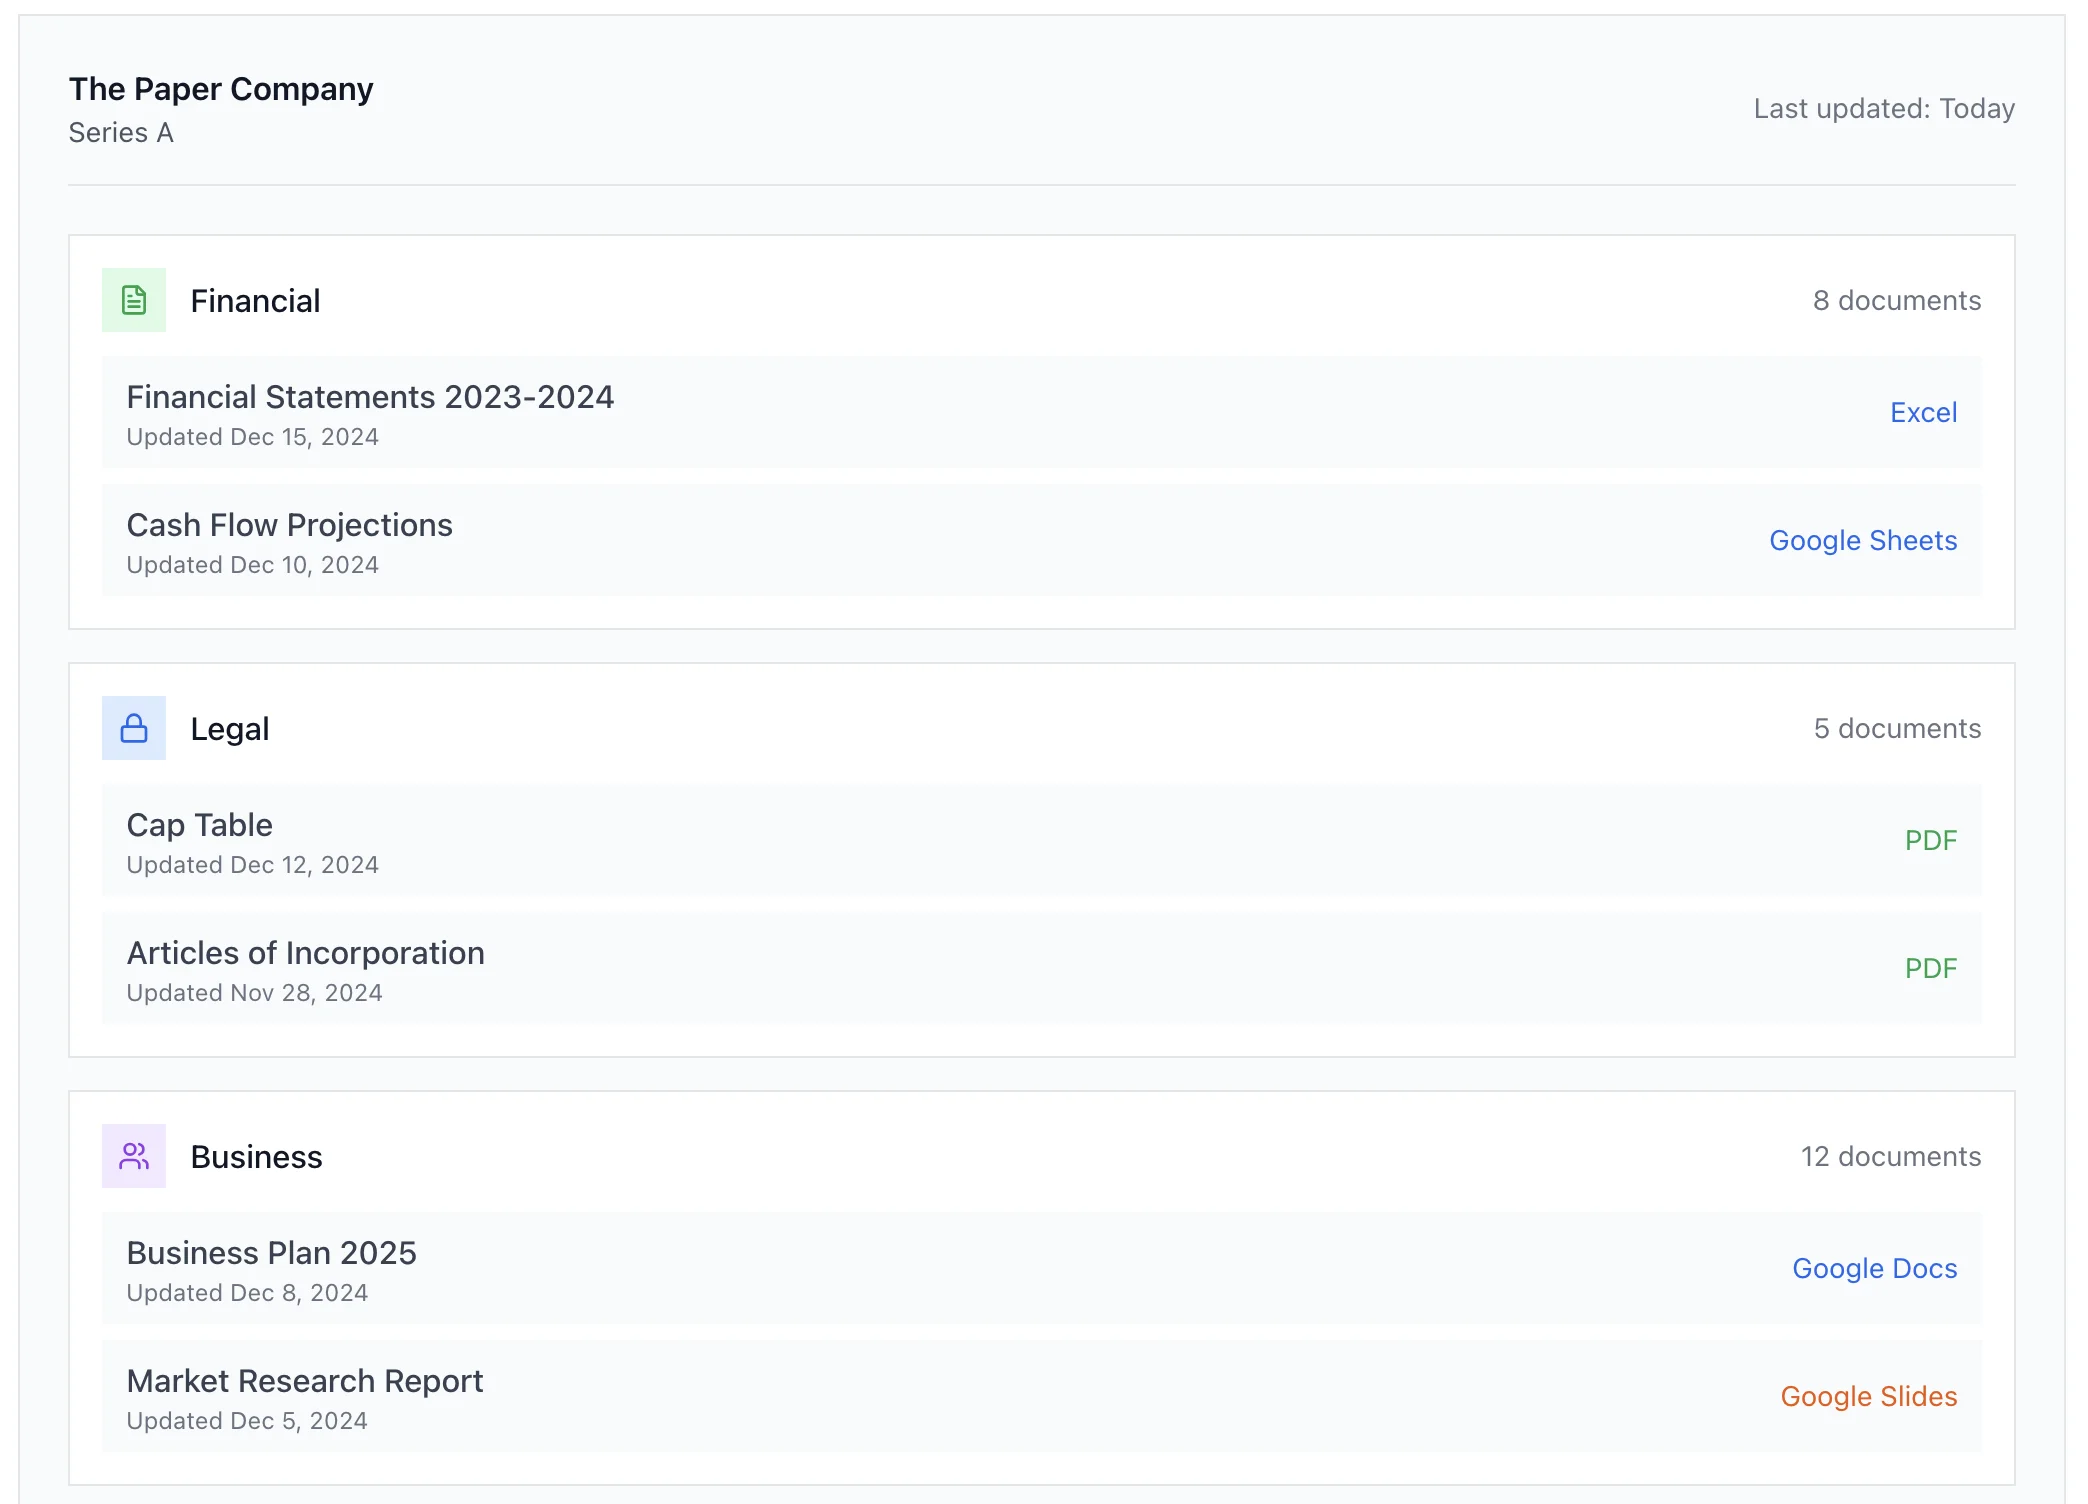 The Paper Company
Series A
Last updated: Today
Financial
8 documents
Financial Statements 2023-2024
Updated Dec 15, 2024
Excel
Cash Flow Projections
Updated Dec 10, 2024
Google Sheets
Legal
5 documents
Cap Table
Updated Dec 12, 2024
PDF
Articles of Incorporation
Updated Nov 28, 2024
PDF
Business
12 documents
Business Plan 2025
Updated Dec 8, 2024
Google Docs
Market Research Report
Updated Dec 5, 2024
Google Slides